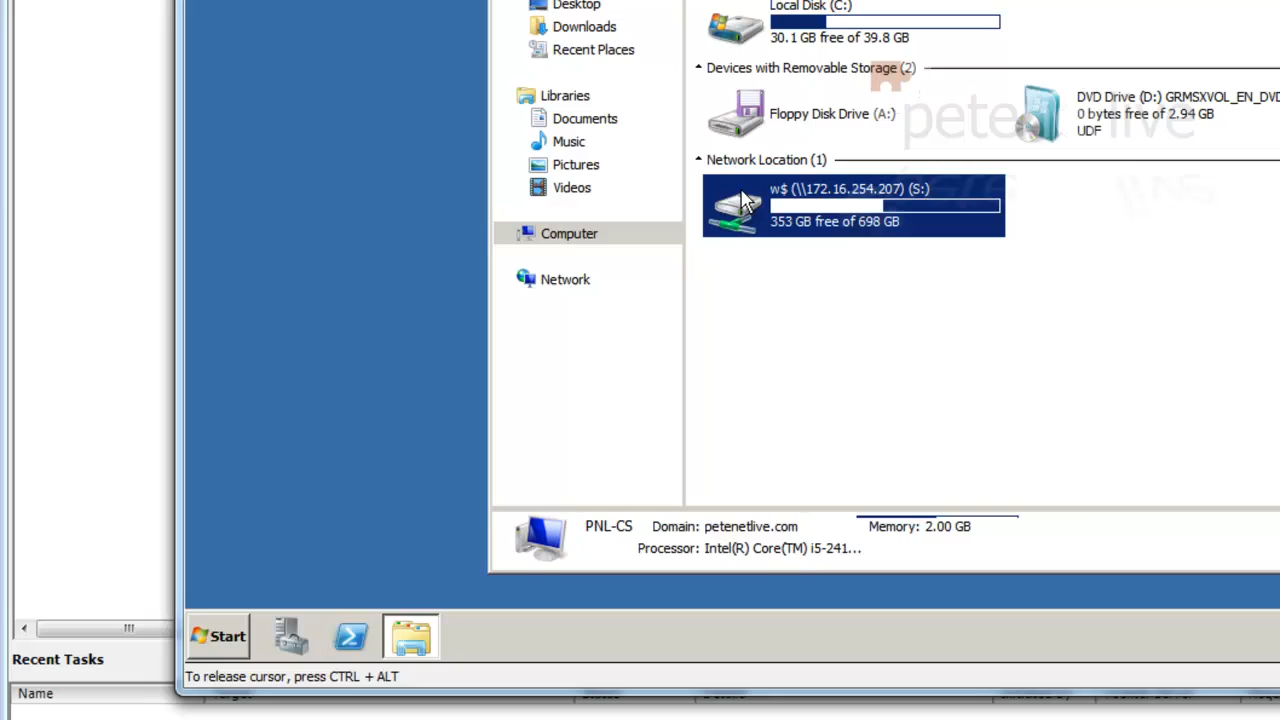 Desktop
Downloads
Recent Places
Libraries
Documents
Music
Pictures
Videos
Computer
Network
Local Disk (C:)
30.1 GB free of 39.8 GB
Devices with Removable Storage (2)
Floppy Disk Drive (A:)
DVD Drive (D:) GRMSXVOL_EN_DVD
0 bytes free of 2.94 GB
UDF
Network Location (1)
w$ (\\172.16.254.207) (S:)
353 GB free of 698 GB
PNL-CS Domain: petenetlive.com Memory: 2.00 GB
Processor: Intel(R) Core(TM) i5-241...
Start
To release cursor, press CTRL + ALT
Recent Tasks
Name